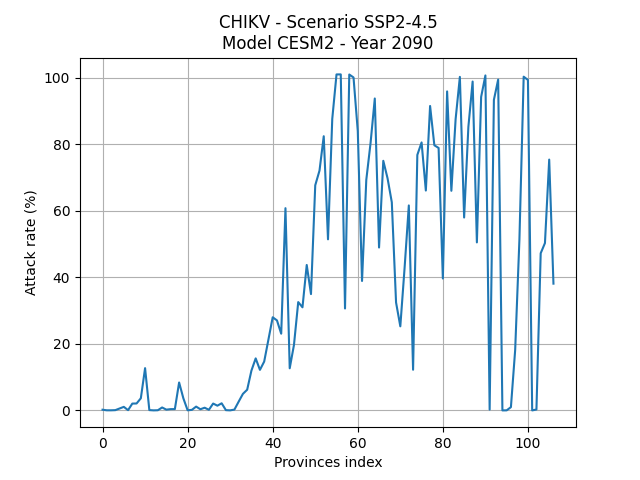 CHIKV - Scenario SSP2-4.5
Model CESM2 - Year 2090
Attack rate (%)
100
80
60
40
20
0
0 20 40 60 80 100
Provinces index